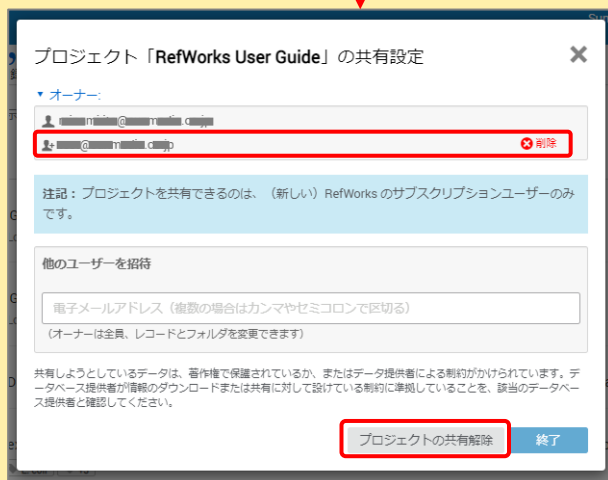 プロジェクト「RefWorks User Guide」の共有設定
オーナー:
削除
注記：プロジェクトを共有できるのは、（新しい）RefWorks のサブスクリプションユーザーのみ
です。
他のユーザーを招待
電子メールアドレス（複数の場合はカンマやセミコロンで区切る）
（オーナーは全員、レコードとフォルダを変更できます）
共有しようとしているデータは、著作権で保護されているか、またはデータ提供者による制約がかけられています。デ
ータベース提供者が情報のダウンロードまたは共有に対して設けている制約に準拠していることを、該当のデータベー
ス提供者と確認してください。
プロジェクトの共有解除
終了